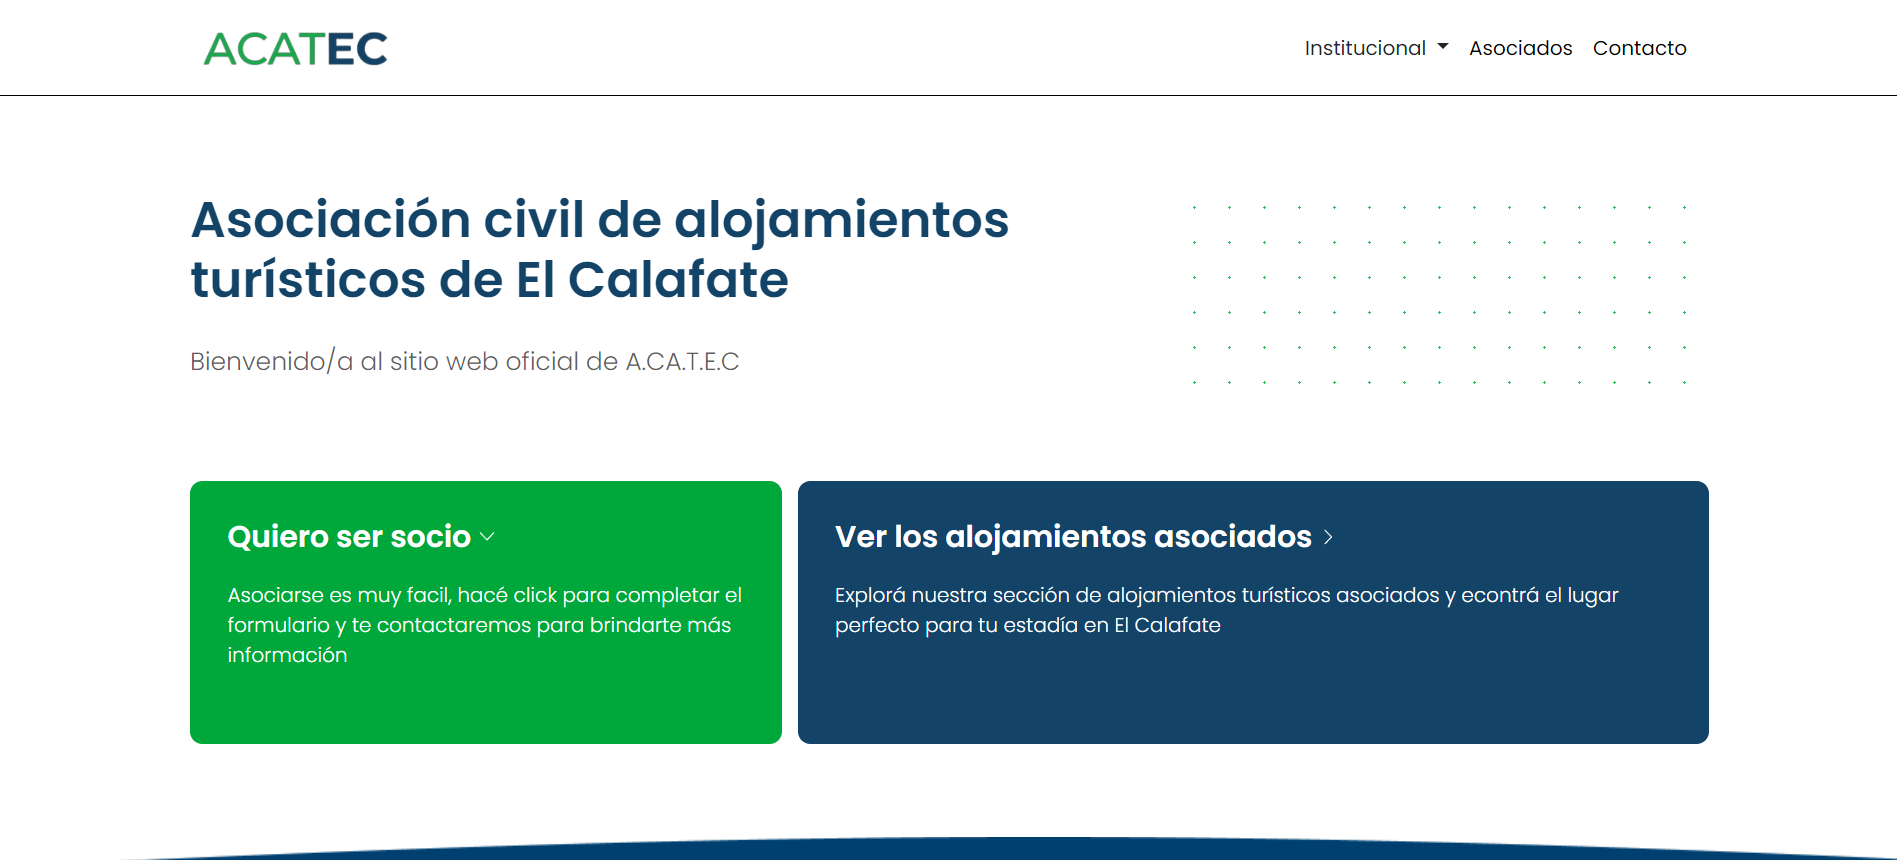 ACATEC
Institucional
Asociados
Contacto
Asociación civil de alojamientos
turísticos de El Calafate
Bienvenido/a al sitio web oficial de A.CA.T.E.C
Quiero ser socio
Asociarse es muy facil, hacé click para completar el
formulario y te contactaremos para brindarte más
información
Ver los alojamientos asociados
Explorá nuestra sección de alojamientos turísticos asociados y econtrá el lugar
perfecto para tu estadía en El Calafate